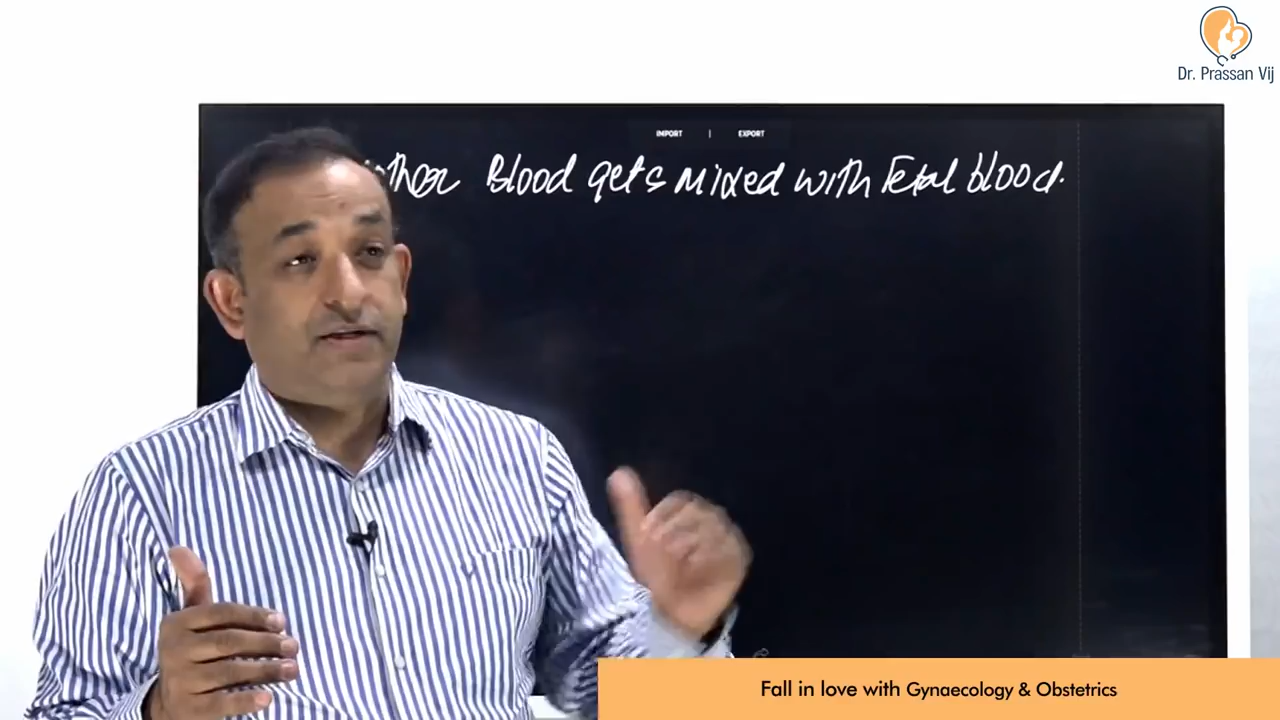 Dr. Prassan Vij
IMPORT | EXPORT
Blood gets mixed with Fetal blood.
Fall in love with Gynaecology & Obstetrics